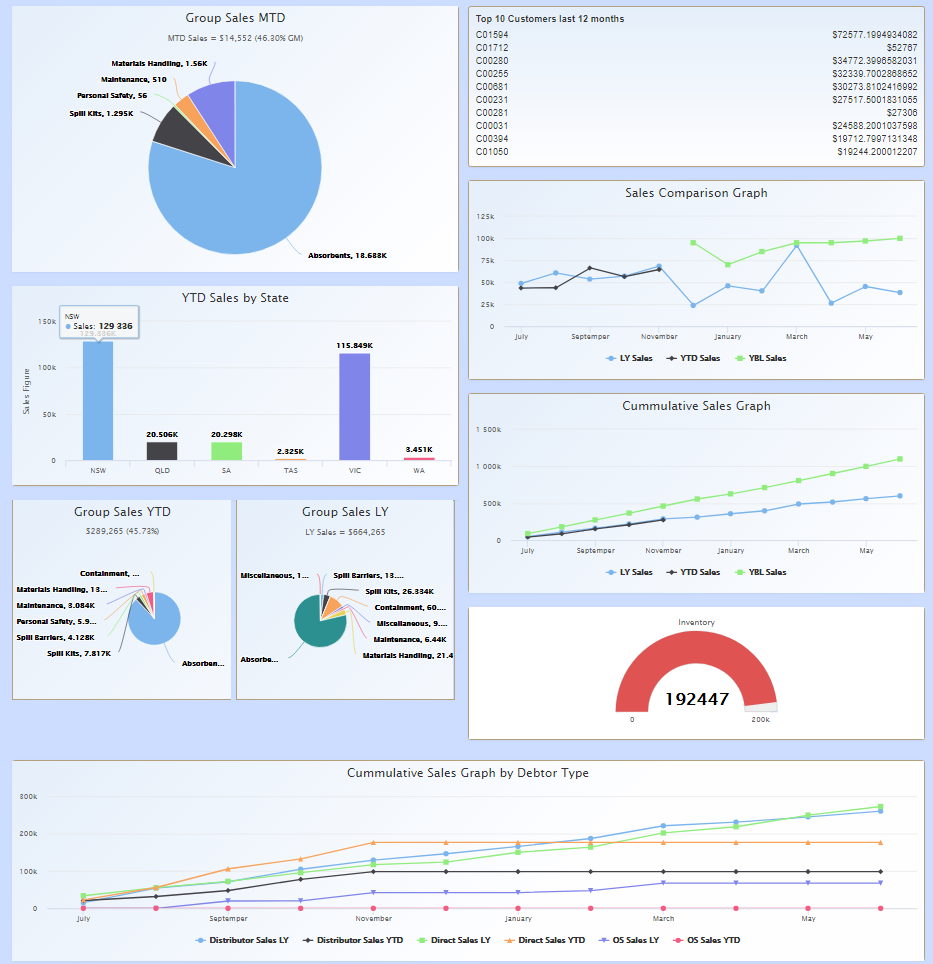 Group Sales MTD
MTD Sales = $14,552 (46.80% GM)
Materials Handling, 1.56K
Maintenance, 510
Personal Safety, 56
Spill Kits, 1.295K
Absorbents, 18.688K
Top 10 Customers last 12 months
C01594 $72577.1994934082
C01712 $52767
C00280 $34772.3996582031
C00255 $32339.7002868652
C00681 $30273.8102416992
C00231 $27517.5001831055
C00281 $27306
C00031 $24588.2001037598
C00394 $19712.7997131348
C01050 $19244.200012207
Sales Comparison Graph
125k
100k
75k
50k
25k
0
July Septemper November January March May
LY Sales YTD Sales YBL Sales
YTD Sales by State
NSW
Sales: 129 336
129.336K
150k
100k
50k
0
Sales Figure
20.506K
20.298K
2.325K
115.849K
3.451K
NSW QLD SA TAS VIC WA
Cummulative Sales Graph
1 500k
1 000k
500k
0
July Septemper November January March May
LY Sales YTD Sales YBL Sales
Group Sales YTD
$289,265 (45.73%)
Containment, ...
Materials Handling, 13...
Maintenance, 3.084K
Personal Safety, 5.9...
Spill Barriers, 4.128K
Spill Kits, 7.817K
Absorben...
Group Sales LY
LY Sales = $664,265
Miscellaneous, 1...
Spill Barriers, 13....
Spill Kits, 26.334K
Containment, 60....
Miscellaneous, 9....
Maintenance, 6.44K
Materials Handling, 21.4
Absorbe...
Inventory
192447
0 200k
Cummulative Sales Graph by Debtor Type
300k
200k
100k
0
July Septemper November January March May
Distributor Sales LY Distributor Sales YTD Direct Sales LY Direct Sales YTD OS Sales LY OS Sales YTD